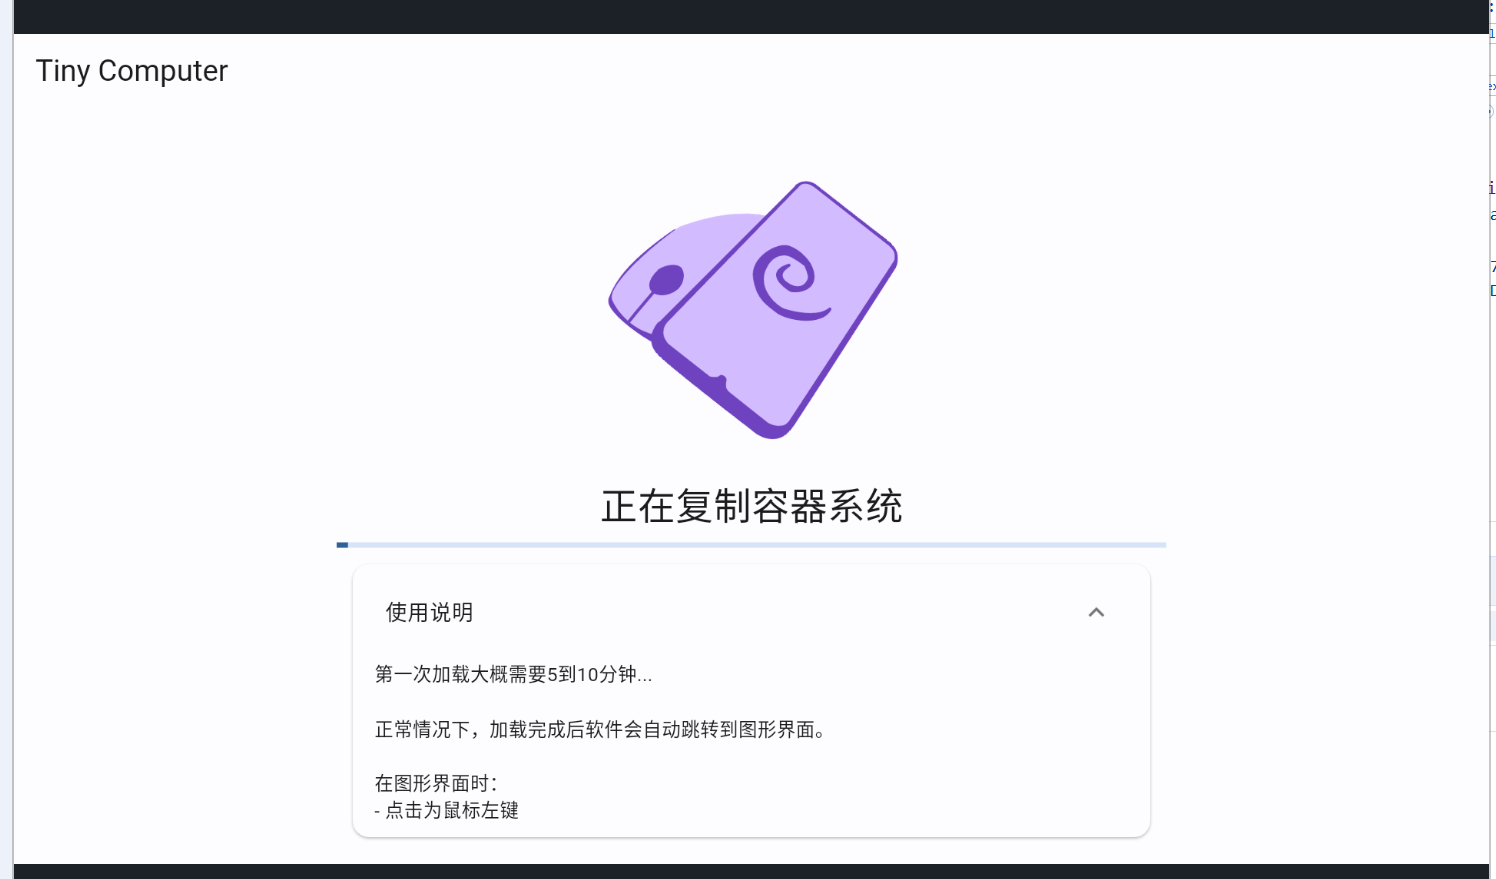 Tiny Computer
正在复制容器系统
使用说明
第一次加载大概需要5到10分钟...
正常情况下，加载完成后软件会自动跳转到图形界面。
在图形界面时：
- 点击为鼠标左键